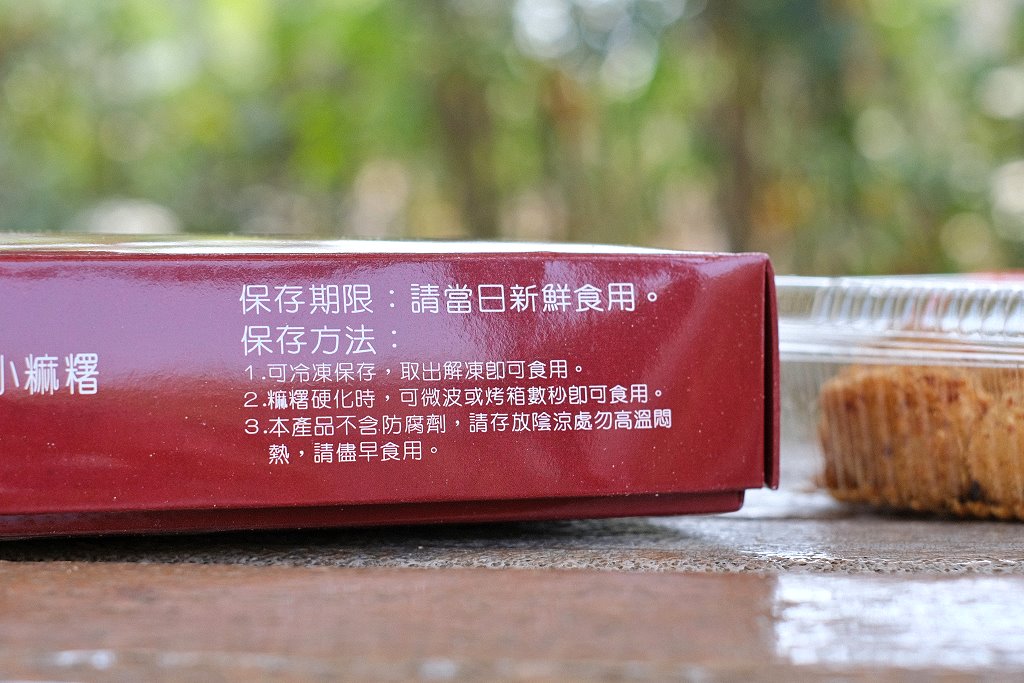 保存期限：請當日新鮮食用。
保存方法：
小麻糬
1.可冷凍保存，取出解凍即可食用。
2.麻糬硬化時，可微波或烤箱數秒即可食用。
3.本產品不含防腐劑，請存放陰涼處勿高溫悶
熱，請儘早食用。